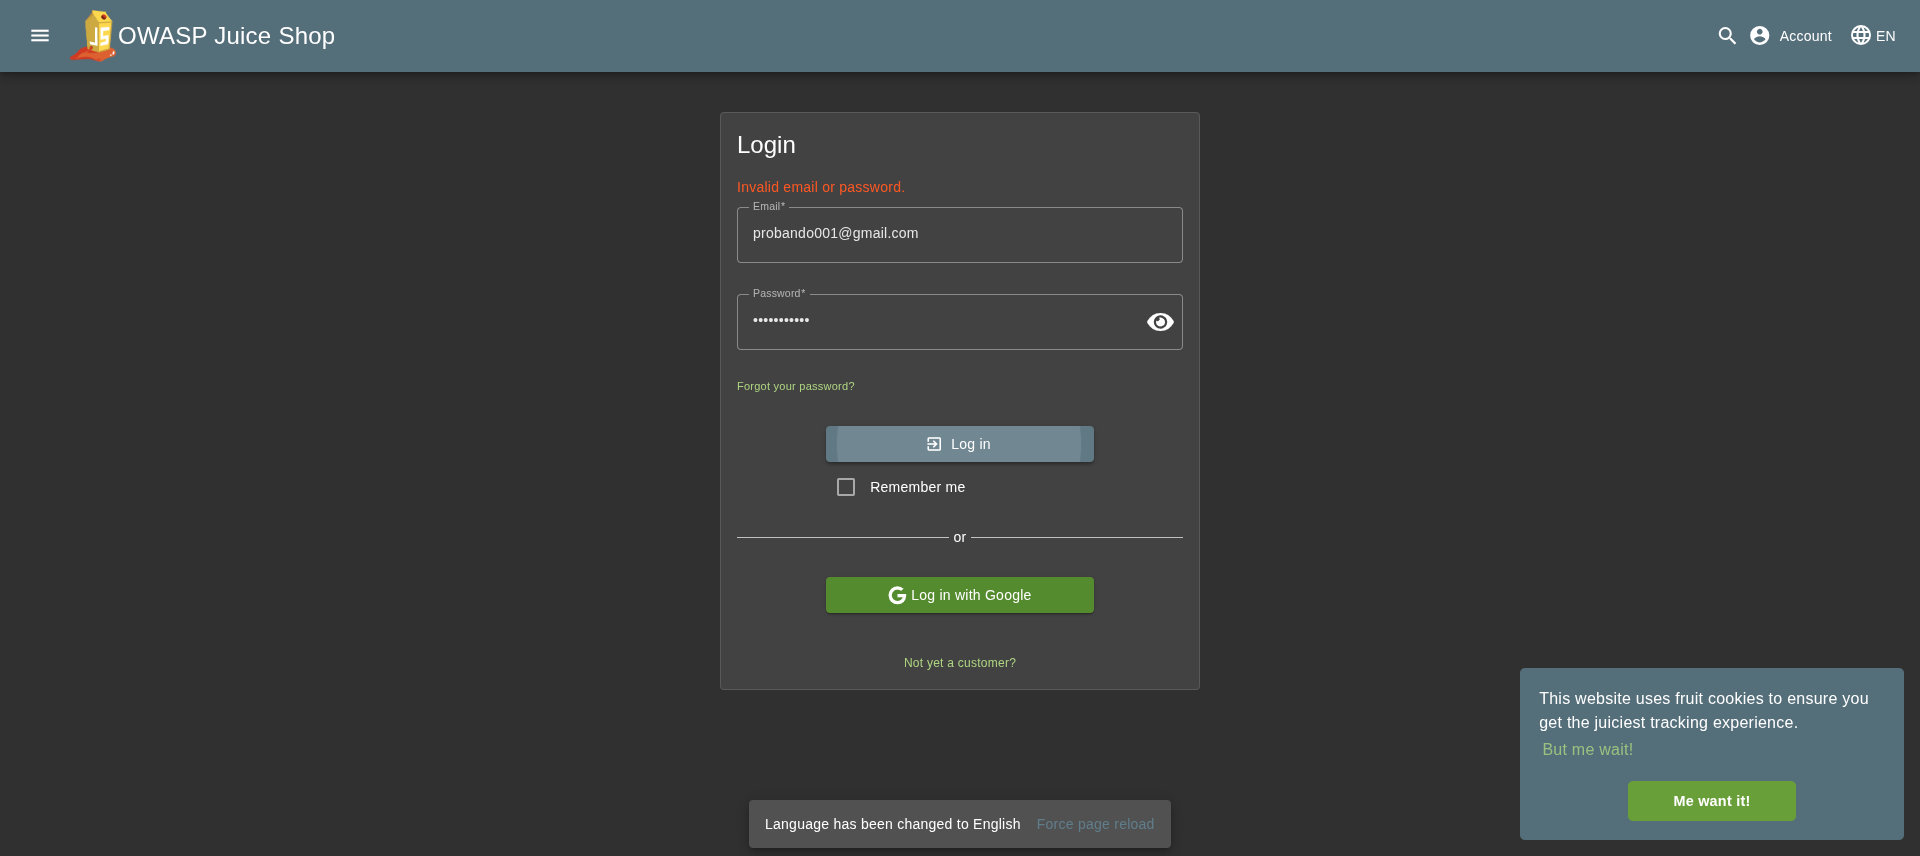 OWASP Juice Shop
Account
EN
Login
Invalid email or password.
Email*
probando001@gmail.com
Password*
•••••••••••
Forgot your password?
Log in
Remember me
or
Log in with Google
Not yet a customer?
This website uses fruit cookies to ensure you
get the juiciest tracking experience.
But me wait!
Me want it!
Language has been changed to English
Force page reload